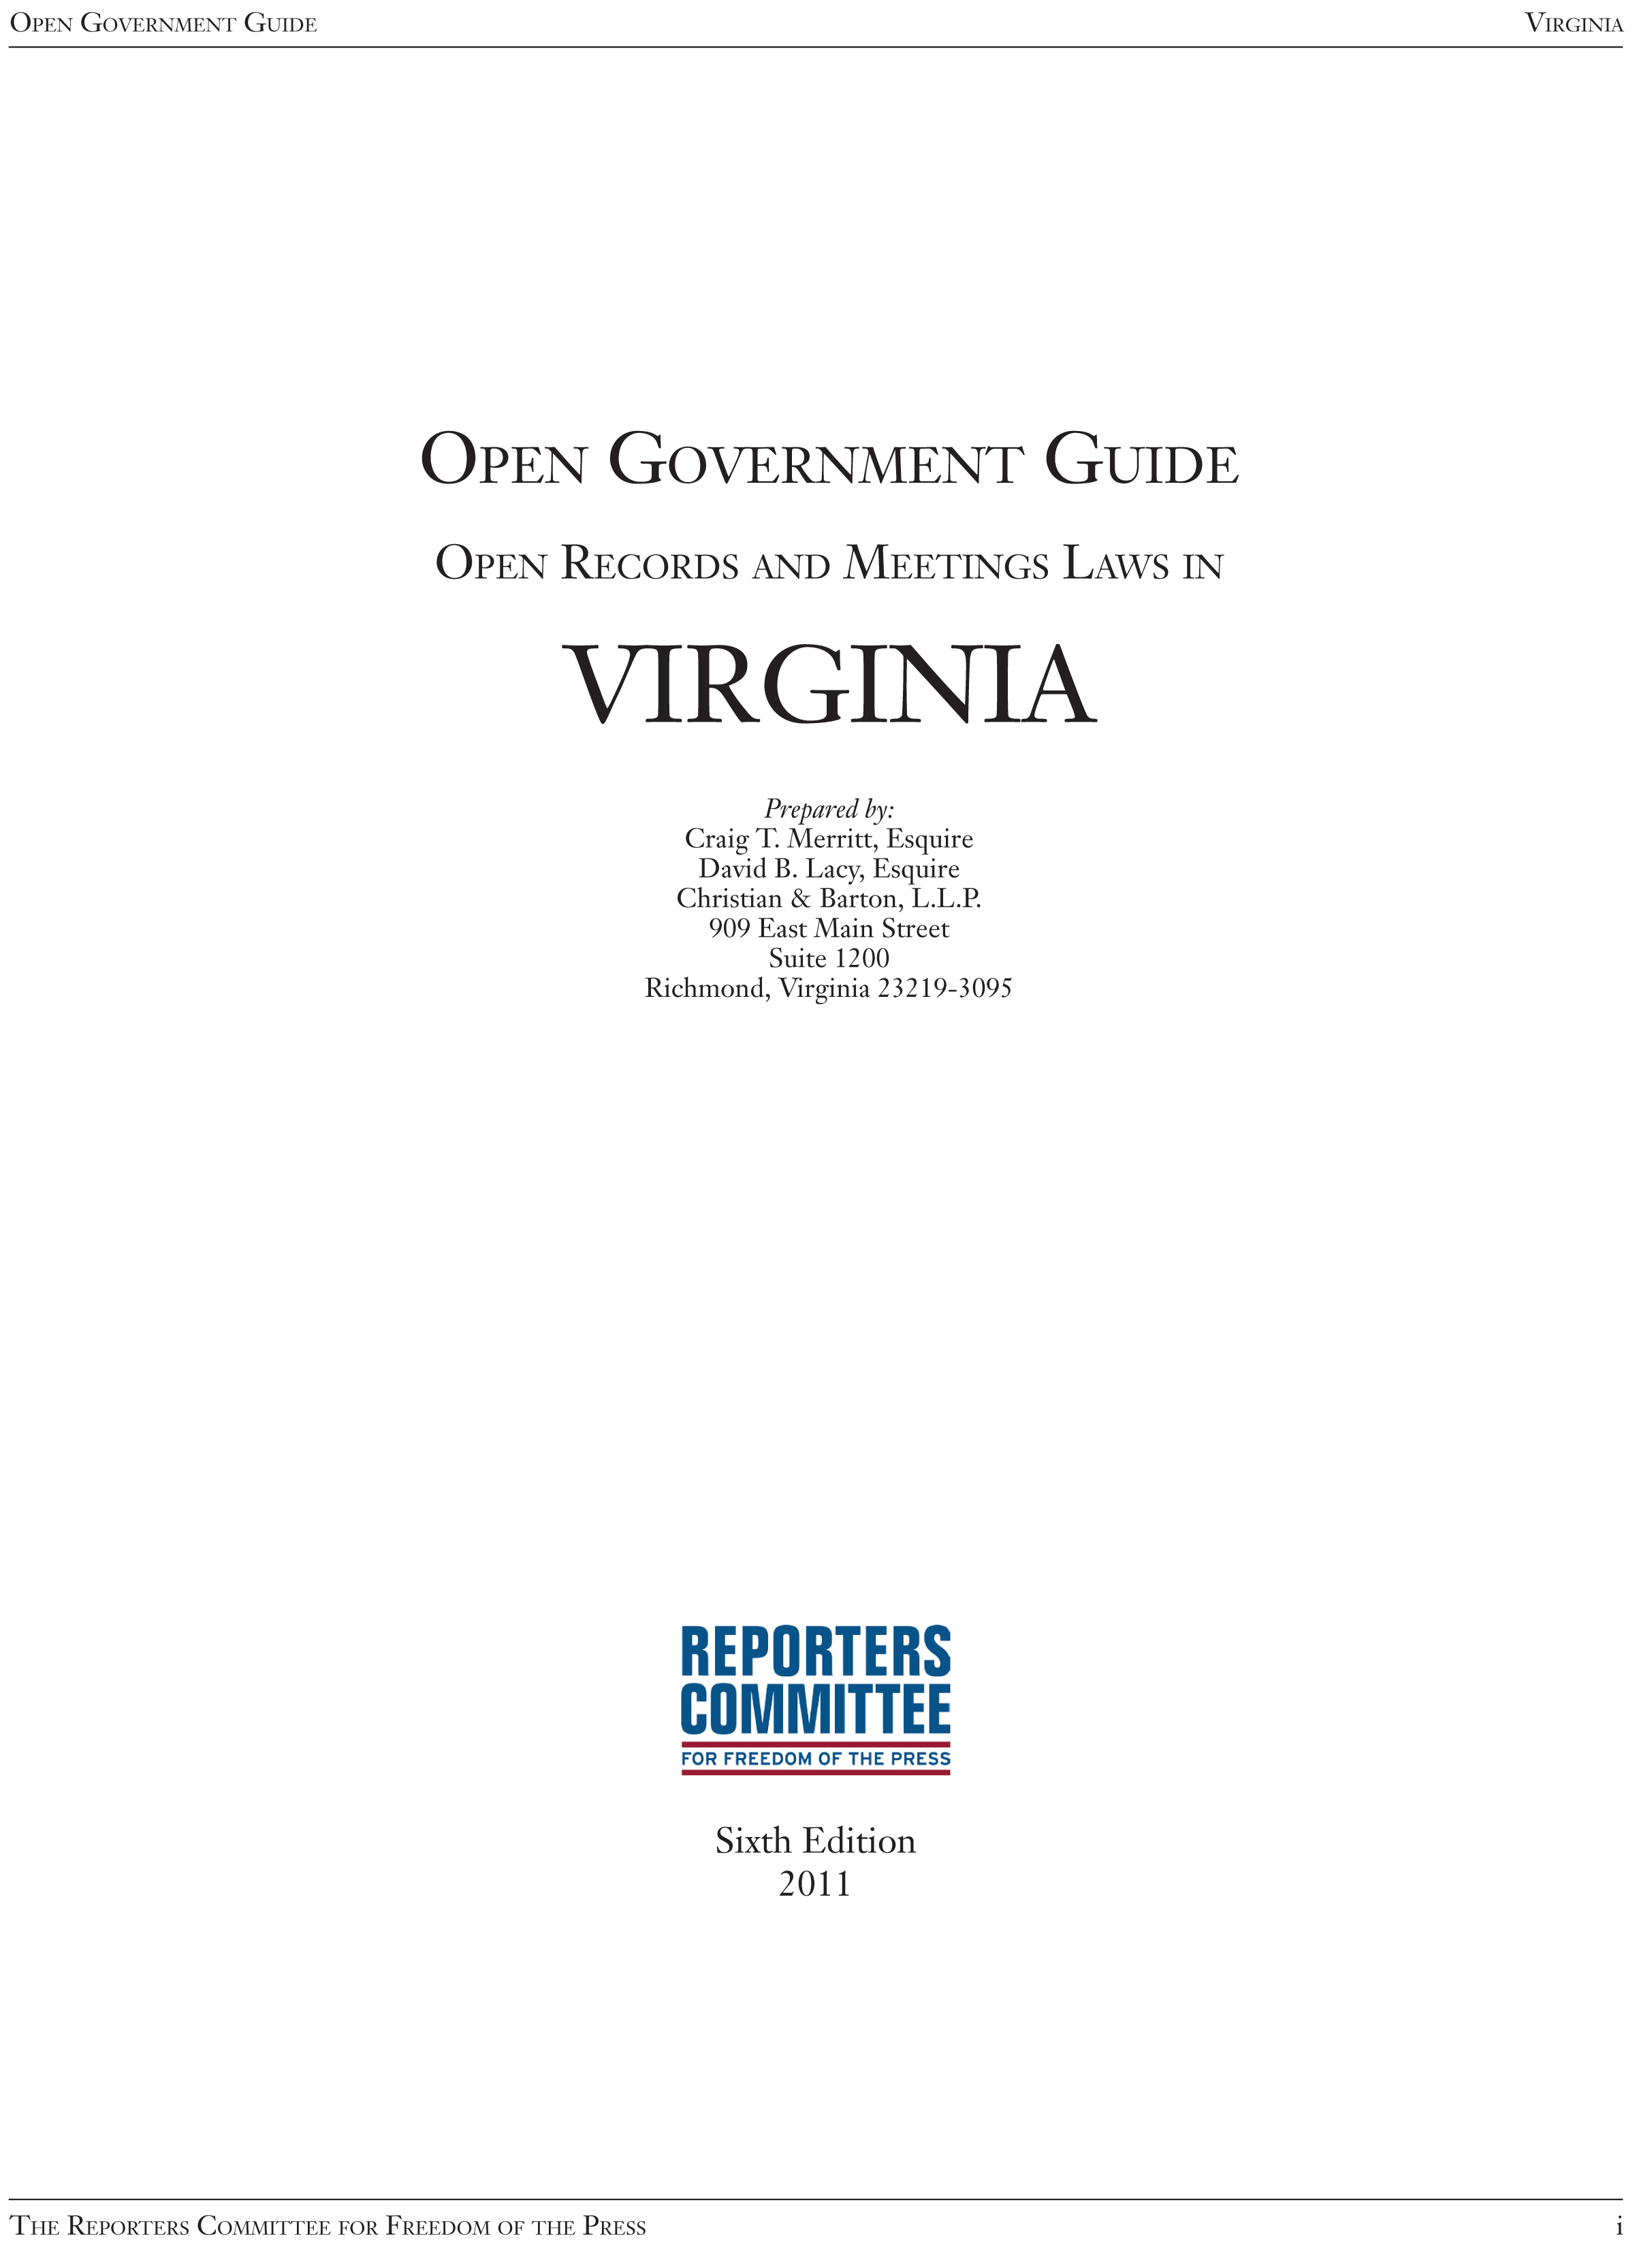 Open Government Guide
Virginia
Open Government Guide
Open Records and Meetings Laws in
VIRGINIA
Prepared by:
Craig T. Merritt, Esquire
David B. Lacy, Esquire
Christian & Barton, L.L.P.
909 East Main Street
Suite 1200
Richmond, Virginia 23219-3095
REPORTERS
COMMITTEE
FOR FREEDOM OF THE PRESS
Sixth Edition
2011
The Reporters Committee for Freedom of the Press
i